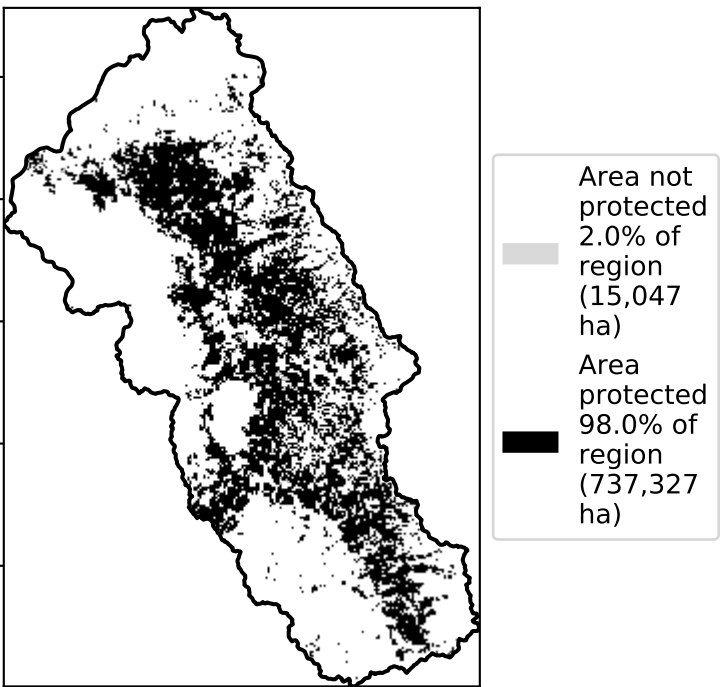 Area not
protected
2.0% of
region
(15,047
ha)
Area
protected
98.0% of
region
(737,327
ha)